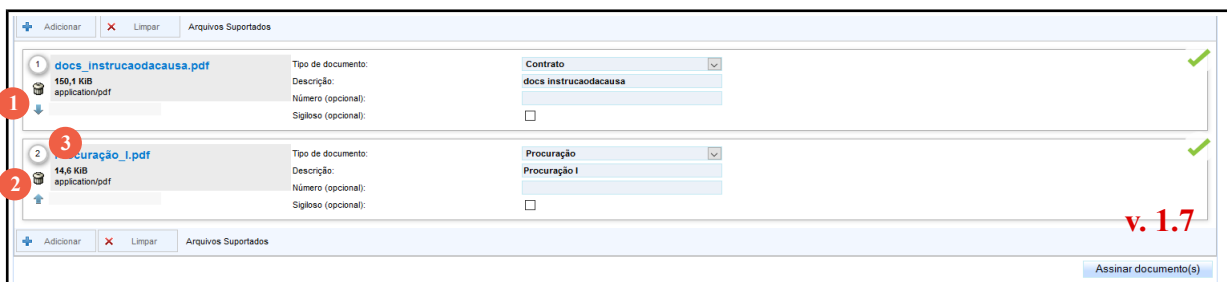 Adicionar Limpar Arquivos Suportados
1 docs_instrucaodacausa.pdf Tipo de documento: Contrato
150,1 KiB Descrição: docs instrucaodacausa
application/pdf Número (opcional):
1 Sigiloso (opcional):
3
2 curação_I.pdf Tipo de documento: Procuração
14,6 KiB Descrição: Procuração I
2 application/pdf Número (opcional):
Sigiloso (opcional):
v. 1.7
Adicionar Limpar Arquivos Suportados
Assinar documento(s)